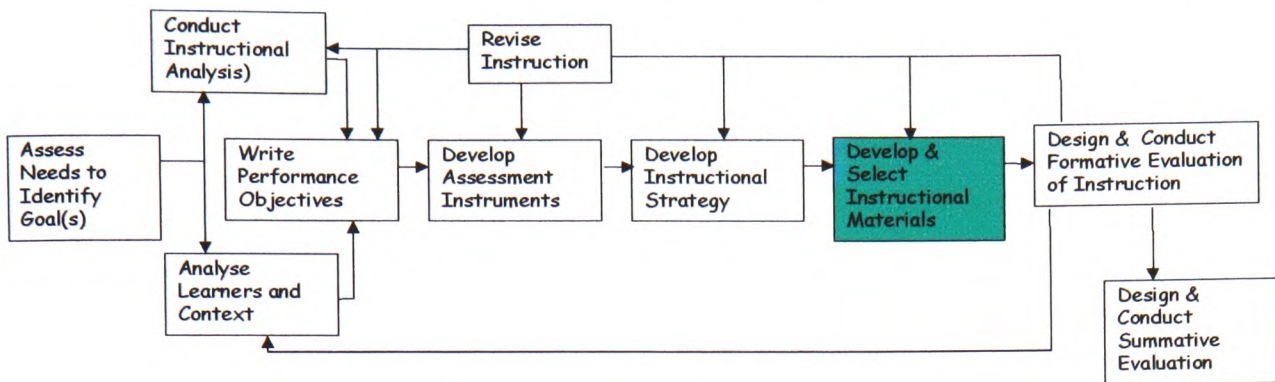 Conduct
Instructional
Analysis)
Revise
Instruction
Assess
Needs to
Identify
Goal(s)
Write
Performance
Objectives
Develop
Assessment
Instruments
Develop
Instructional
Strategy
Develop &
Select
Instructional
Materials
Design & Conduct
Formative Evaluation
of Instruction
Analyse
Learners and
Context
Design &
Conduct
Summative
Evaluation